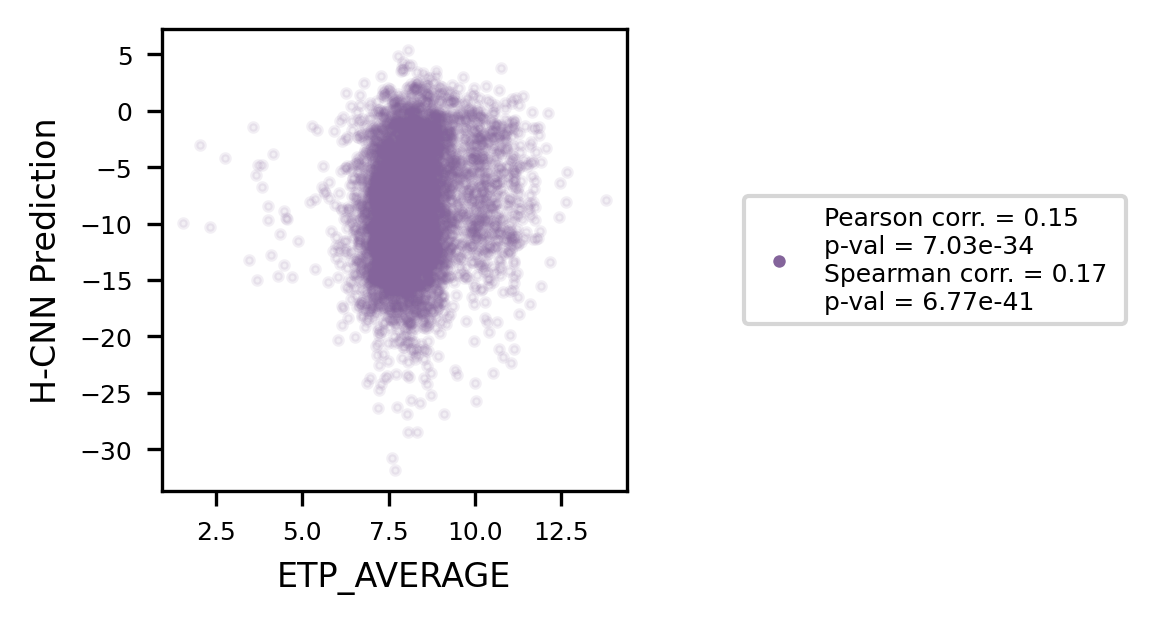 5
0
−5
−10
−15
−20
−25
−30
H-CNN Prediction
2.5 5.0 7.5 10.0 12.5
ETP_AVERAGE
Pearson corr. = 0.15
p-val = 7.03e-34
Spearman corr. = 0.17
p-val = 6.77e-41